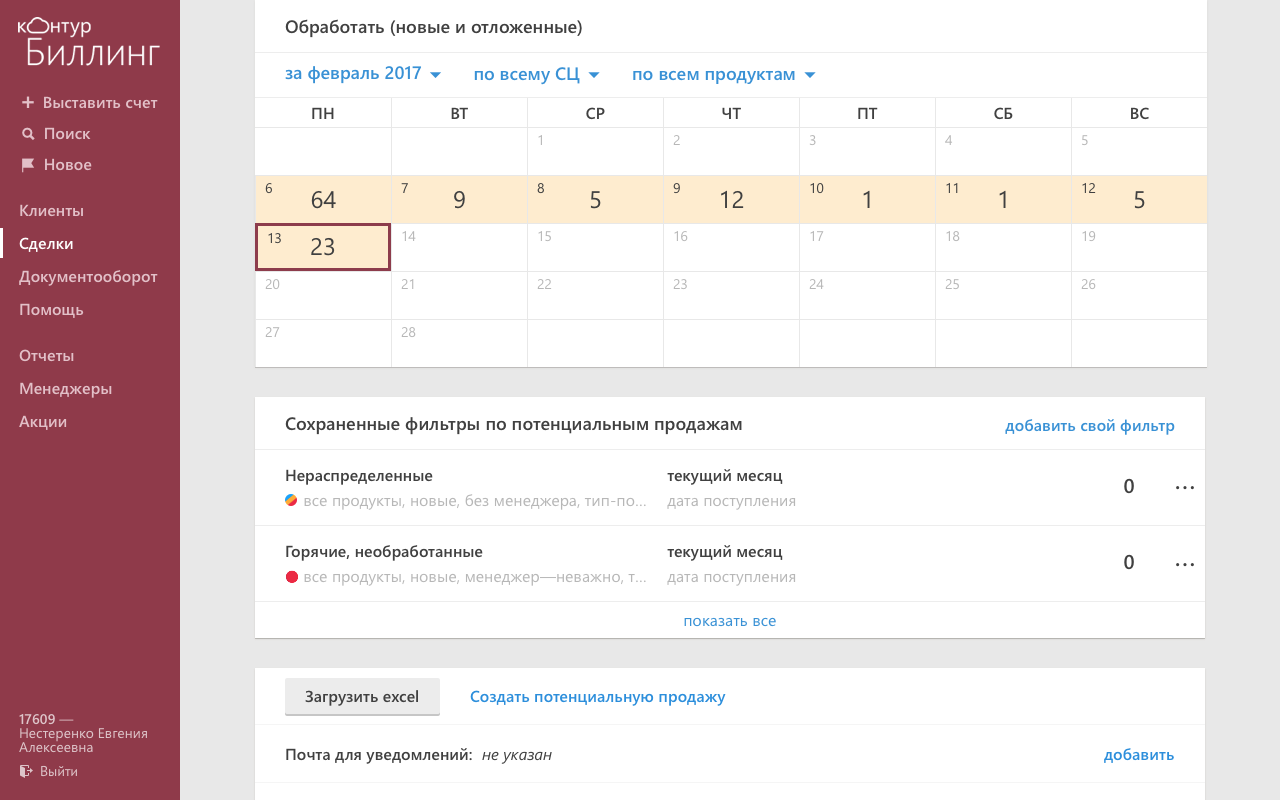 контур
Биллинг
Выставить счет
Поиск
Новое
Клиенты
Сделки
Документооборот
Помощь
Отчеты
Менеджеры
Акции
17609 —
Нестеренко Евгения
Алексеевна
Выйти
Обработать (новые и отложенные)
за февраль 2017 по всему СЦ по всем продуктам
ПН ВТ СР ЧТ ПТ СБ ВС
1 2 3 4 5
6 64 7 9 8 5 9 12 10 1 11 1 12 5
13 23 14 15 16 17 18 19
20 21 22 23 24 25 26
27 28
Сохраненные фильтры по потенциальным продажам добавить свой фильтр
Нераспределенные текущий месяц 0 ...
все продукты, новые, без менеджера, тип-по... дата поступления
Горячие, необработанные текущий месяц 0 ...
все продукты, новые, менеджер—неважно, т... дата поступления
показать все
Загрузить excel Создать потенциальную продажу
Почта для уведомлений: не указан добавить